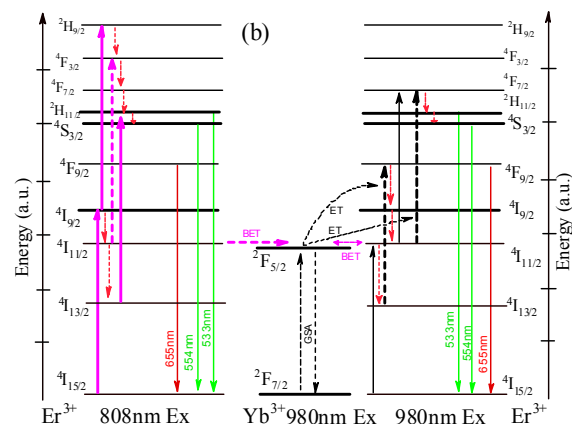 (b)
²H₉/₂
⁴F₃/₂
⁴F₇/₂
²H₁₁/₂
⁴S₃/₂
⁴F₉/₂
⁴I₉/₂
⁴I₁₁/₂
⁴I₁₃/₂
⁴I₁₅/₂
Energy (a.u.)
655nm
554nm
533nm
Er³⁺
808nm Ex
BET
ET
ET
BET
²F₅/₂
GSA
²F₇/₂
Yb³⁺ 980nm Ex
²H₉/₂
⁴F₃/₂
⁴F₇/₂
²H₁₁/₂
⁴S₃/₂
⁴F₉/₂
⁴I₉/₂
⁴I₁₁/₂
⁴I₁₃/₂
⁴I₁₅/₂
533nm
554nm
655nm
Energy (a.u.)
980nm Ex
Er³⁺